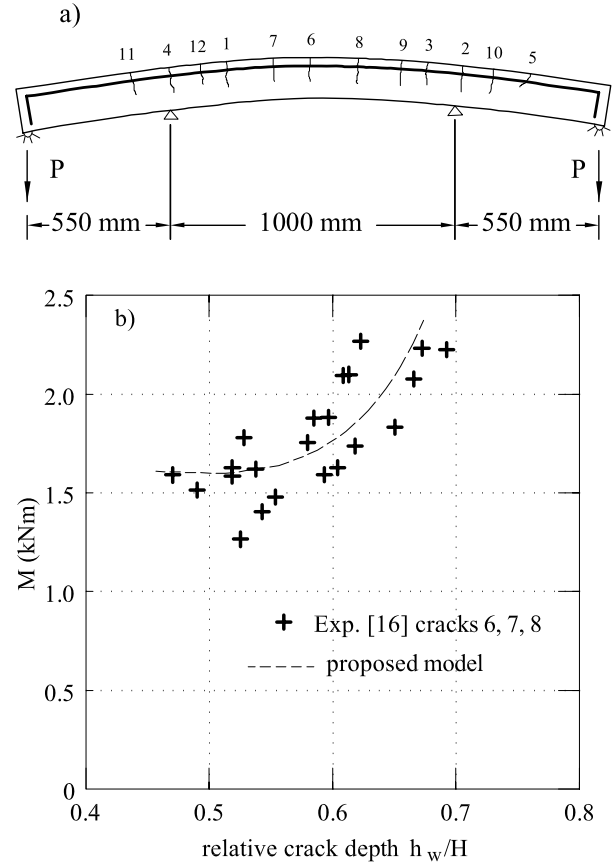 a)
11 4 12 1 7 6 8 9 3 2 10 5
P P
550 mm 1000 mm 550 mm
2.5
b)
2.0
1.5
M (kNm)
1.0
Exp. [16] cracks 6, 7, 8
proposed model
0.5
0
0.4 0.5 0.6 0.7 0.8
relative crack depth h w/H